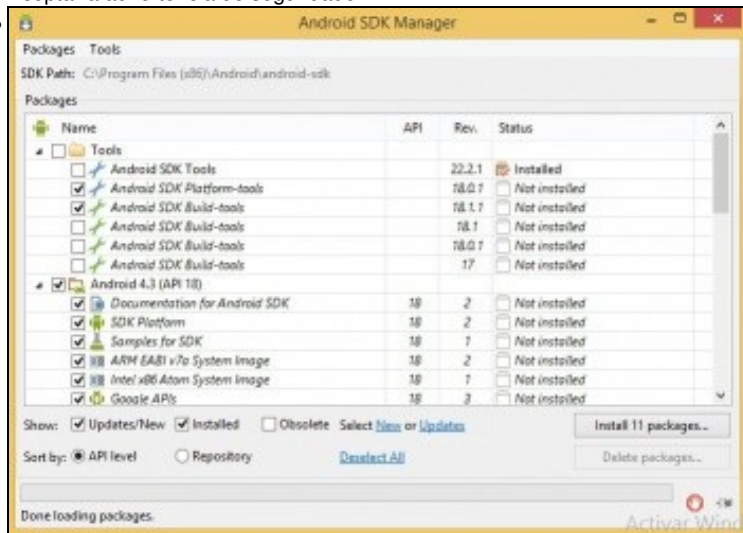 Android SDK Manager
Packages Tools
SDK Path: C:\Program Files (x86)\Android\android-sdk
Packages
Name API Rev. Status
Tools
Android SDK Tools 22.2.1 Installed
Android SDK Platform-tools 18.0.1 Not installed
Android SDK Build-tools 18.1.1 Not installed
Android SDK Build-tools 18.1 Not installed
Android SDK Build-tools 18.0.1 Not installed
Android SDK Build-tools 17 Not installed
Android 4.3 (API 18)
Documentation for Android SDK 18 2 Not installed
SDK Platform 18 2 Not installed
Samples for SDK 18 1 Not installed
ARM EABI v7a System Image 18 2 Not installed
Intel x86 Atom System Image 18 1 Not installed
Google APIs 18 3 Not installed
Show: Updates/New Installed Obsolete Select New or Updates Install 11 packages...
Sort by: API level Repository Deselect All Delete packages...
Done loading packages.
Activar Wind